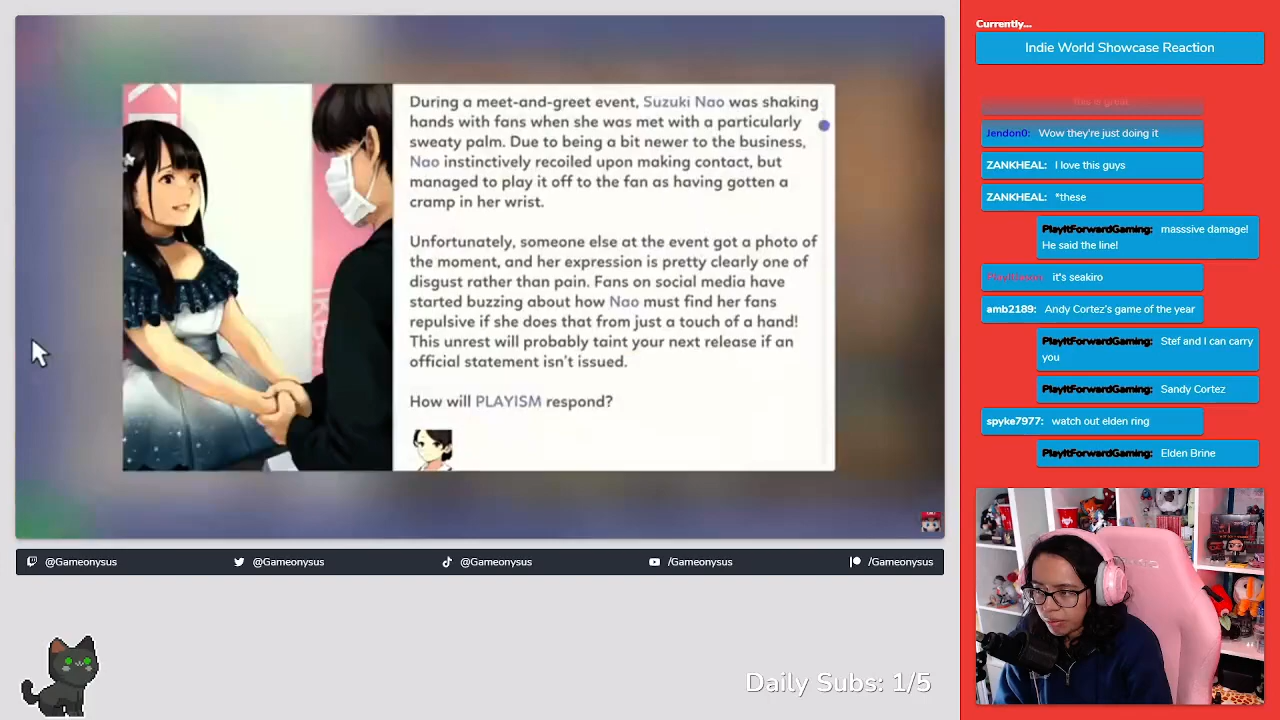 During a meet-and-greet event, Suzuki Nao was shaking
hands with fans when she was met with a particularly
sweaty palm. Due to being a bit newer to the business,
Nao instinctively recoiled upon making contact, but
managed to play it off to the fan as having gotten a
cramp in her wrist.
Unfortunately, someone else at the event got a photo of
the moment, and her expression is pretty clearly one of
disgust rather than pain. Fans on social media have
started buzzing about how Nao must find her fans
repulsive if she does that from just a touch of a hand!
This unrest will probably taint your next release if an
official statement isn't issued.
How will PLAYISM respond?
@Gameonysus
@Gameonysus
@Gameonysus
/Gameonysus
/Gameonysus
Daily Subs: 1/5
Currently...
Indie World Showcase Reaction
this is great
Jendon0: Wow they're just doing it
ZANKHEAL: I love this guys
ZANKHEAL: *these
PlayItForwardGaming: masssive damage!
He said the line!
it's seakiro
amb2189: Andy Cortez's game of the year
PlayItForwardGaming: Stef and I can carry
you
PlayItForwardGaming: Sandy Cortez
spyke7977: watch out elden ring
PlayItForwardGaming: Elden Brine